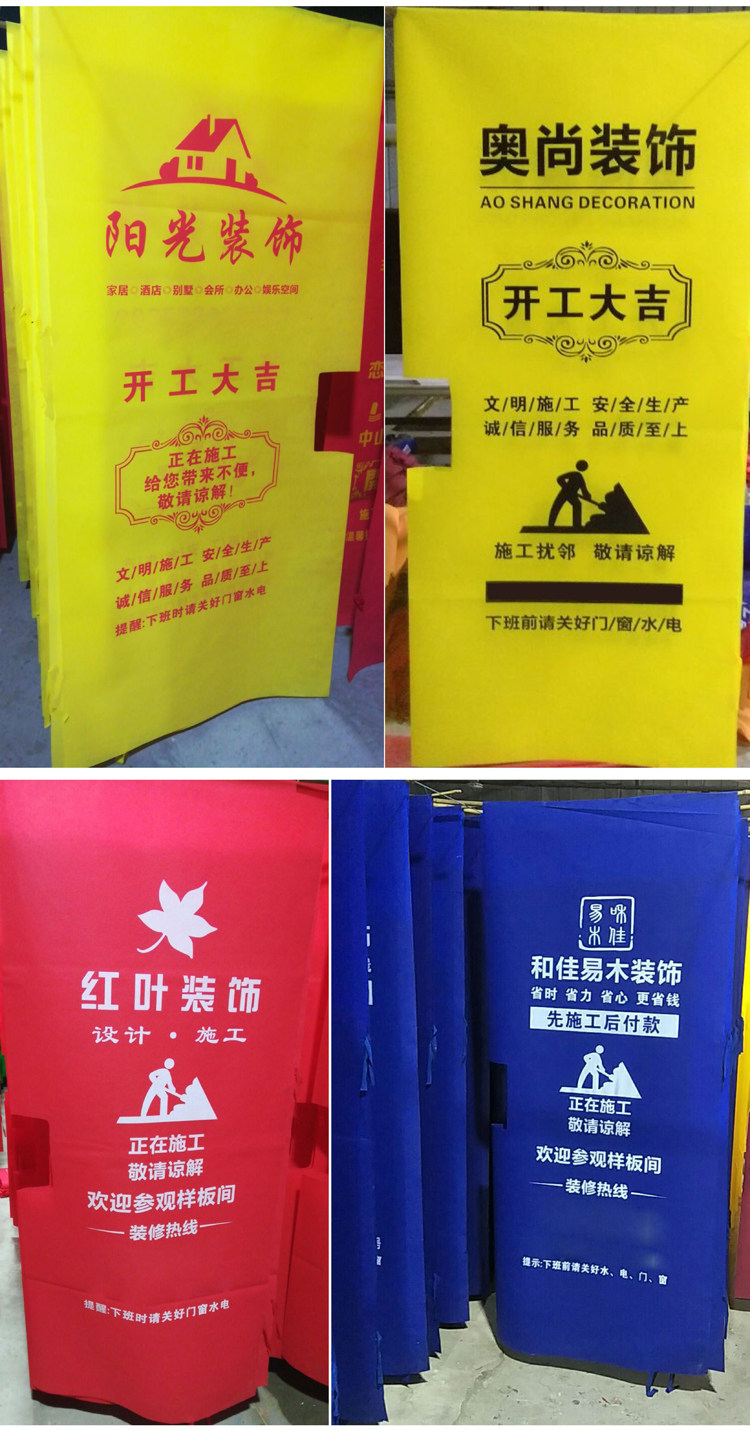 阳光装饰
家居◎酒店◎别墅◎会所◎办公◎娱乐空间
开工大吉
正在施工
给您带来不便，
敬请谅解！
文/明/施/工 安/全/生/产
诚/信/服/务 品/质/至/上
提醒:下班时请关好门窗水电
中山
奥尚装饰
AO SHANG DECORATION
开工大吉
文/明/施/工 安/全/生/产
诚/信/服/务 品/质/至/上
施工扰邻 敬请谅解
下班前请关好门/窗/水/电
红叶装饰
设计·施工
正在施工
敬请谅解
欢迎参观样板间
装修热线
提醒:下班时请关好门窗水电
易和
木佳
和佳易木装饰
省时 省力 省心 更省钱
先施工后付款
正在施工
敬请谅解
欢迎参观样板间
装修热线
提示:下班前请关好水、电、门、窗